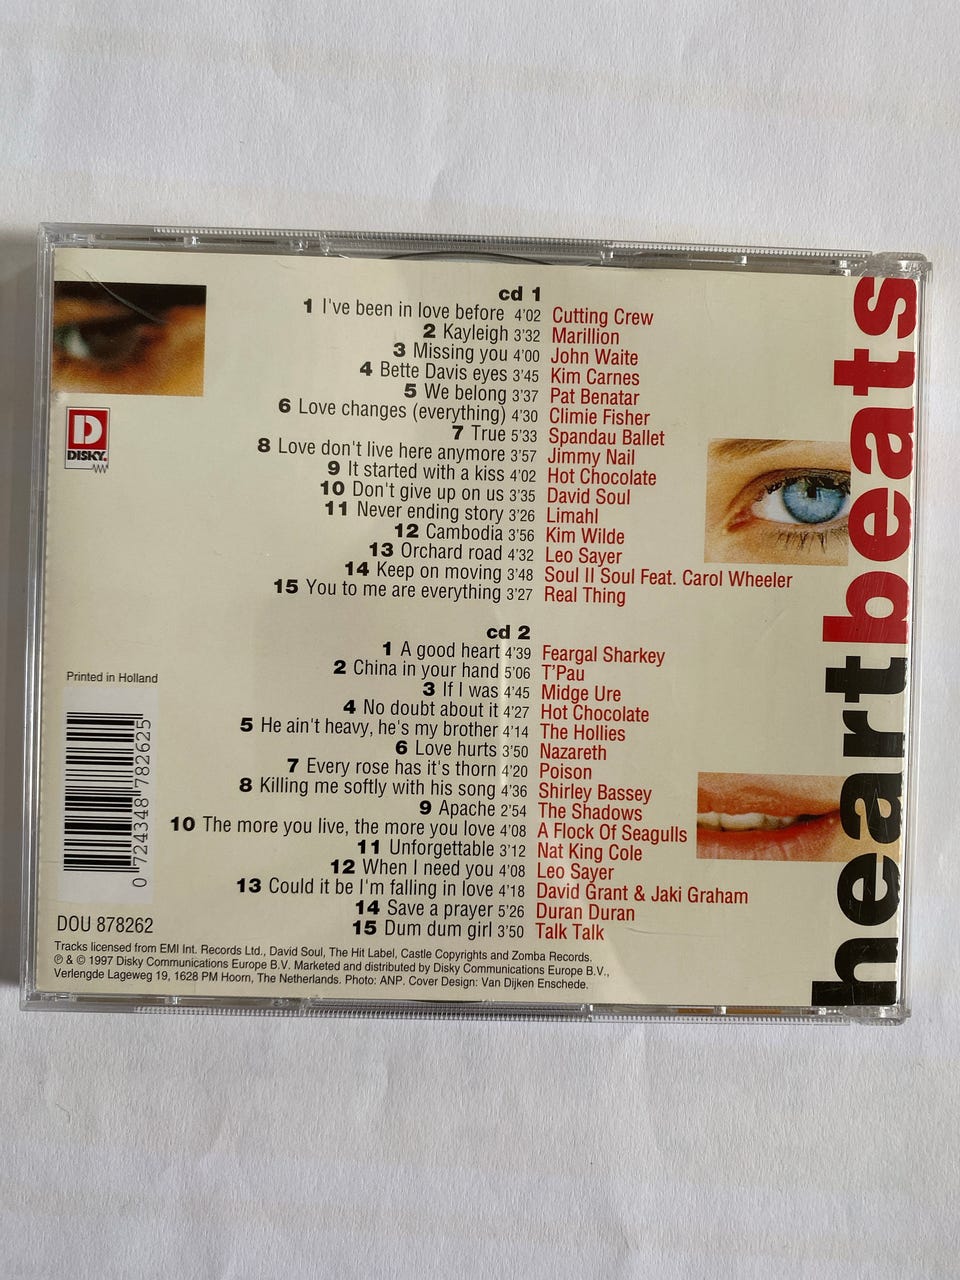 cd 1
1 I've been in love before 4'02 Cutting Crew
2 Kayleigh 3'32 Marillion
3 Missing you 4'00 John Waite
4 Bette Davis eyes 3'45 Kim Carnes
5 We belong 3'37 Pat Benatar
6 Love changes (everything) 4'30 Climie Fisher
7 True 5'33 Spandau Ballet
8 Love don't live here anymore 3'57 Jimmy Nail
9 It started with a kiss 4'02 Hot Chocolate
10 Don't give up on us 3'35 David Soul
11 Never ending story 3'26 Limahl
12 Cambodia 3'56 Kim Wilde
13 Orchard road 4'32 Leo Sayer
14 Keep on moving 3'48 Soul II Soul Feat. Carol Wheeler
15 You to me are everything 3'27 Real Thing
cd 2
1 A good heart 4'39 Feargal Sharkey
2 China in your hand 5'06 T'Pau
3 If I was 4'45 Midge Ure
4 No doubt about it 4'27 Hot Chocolate
5 He ain't heavy, he's my brother 4'14 The Hollies
6 Love hurts 3'50 Nazareth
7 Every rose has it's thorn 4'20 Poison
8 Killing me softly with his song 4'36 Shirley Bassey
9 Apache 2'54 The Shadows
10 The more you live, the more you love 4'08 A Flock Of Seagulls
11 Unforgettable 3'12 Nat King Cole
12 When I need you 4'08 Leo Sayer
13 Could it be I'm falling in love 4'18 David Grant & Jaki Graham
14 Save a prayer 5'26 Duran Duran
15 Dum dum girl 3'50 Talk Talk
D
DISKY.
Printed in Holland
0 724348 782625
DOU 878262
Tracks licensed from EMI Int. Records Ltd., David Soul, The Hit Label, Castle Copyrights and Zomba Records.
℗ & © 1997 Disky Communications Europe B.V. Marketed and distributed by Disky Communications Europe B.V.,
Verlengde Lageweg 19, 1628 PM Hoorn, The Netherlands. Photo: ANP. Cover Design: Van Dijken Enschede.
heartbeats